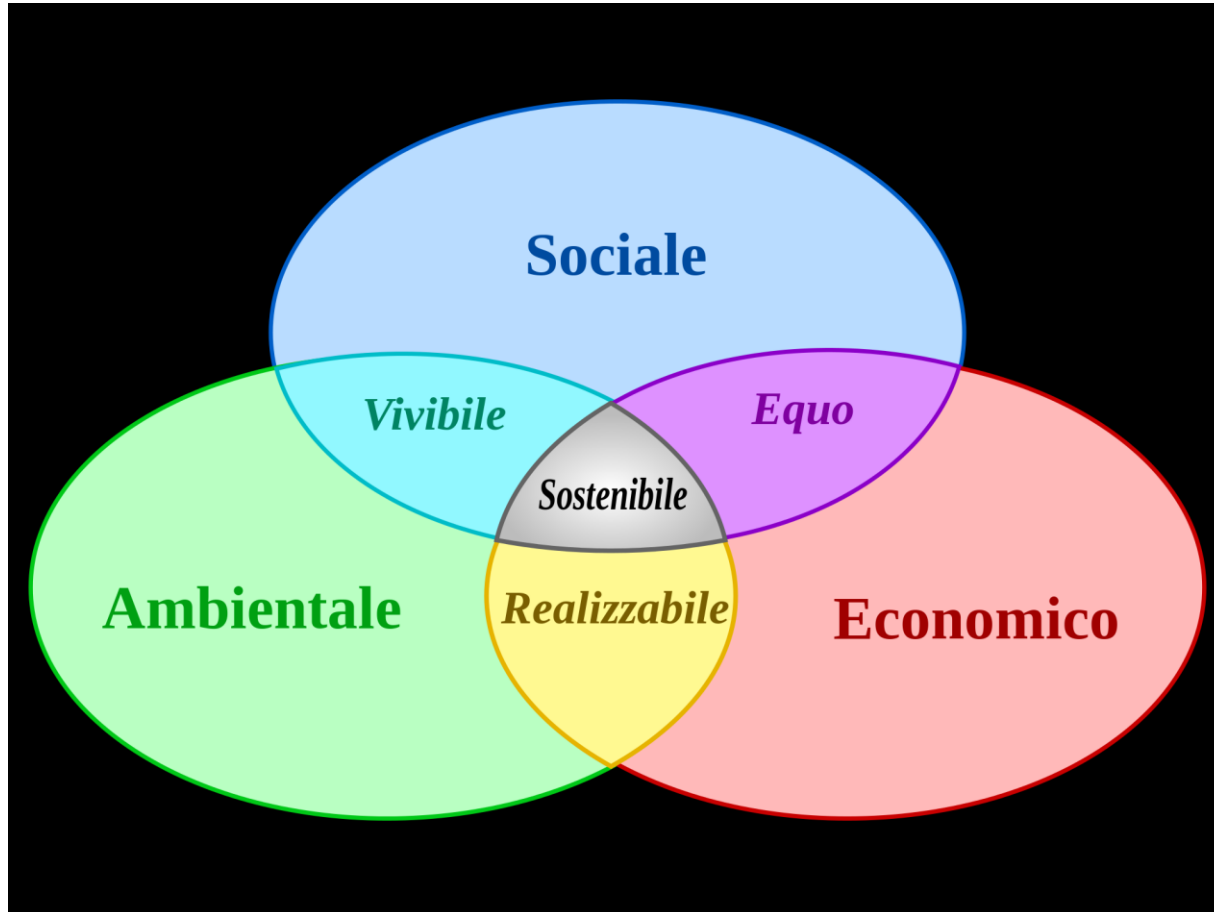 Sociale
Vivibile
Equo
Sostenibile
Ambientale
Realizzabile
Economico